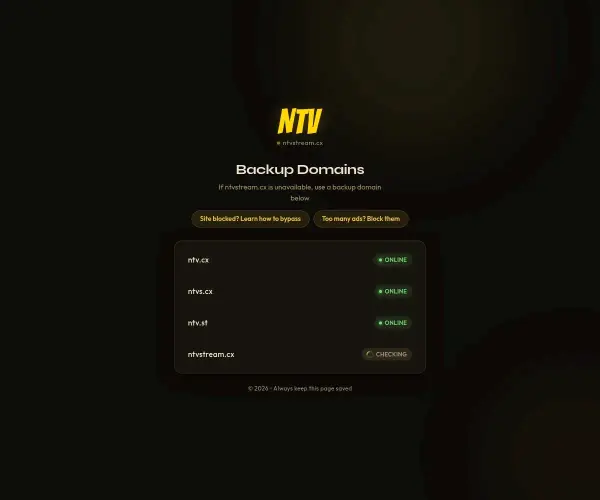 NTV
ntvstream.cx
Backup Domains
If ntvstream.cx is unavailable, use a backup domain
below
Site blocked? Learn how to bypass
Too many ads? Block them
ntv.cx
ONLINE
ntvs.cx
ONLINE
ntv.st
ONLINE
ntvstream.cx
CHECKING
© 2026 - Always keep this page saved